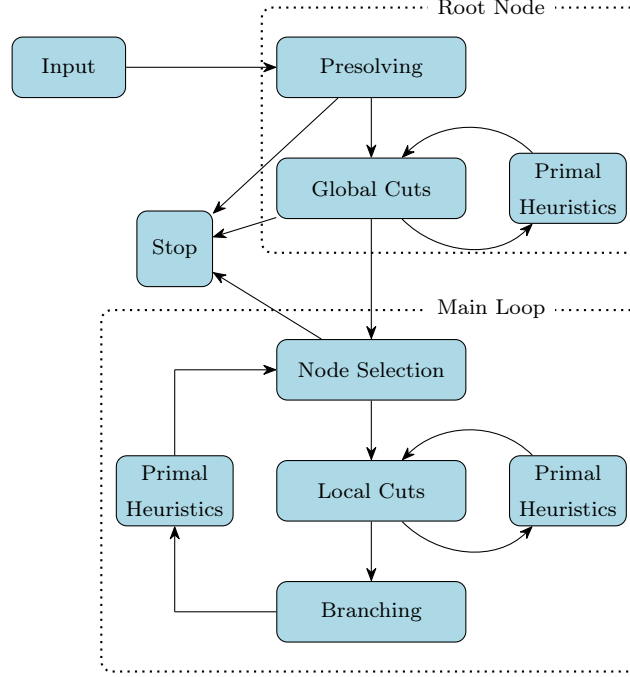 Root Node
Input
Presolving
Global Cuts
Primal
Heuristics
Stop
Main Loop
Node Selection
Primal
Heuristics
Local Cuts
Primal
Heuristics
Branching